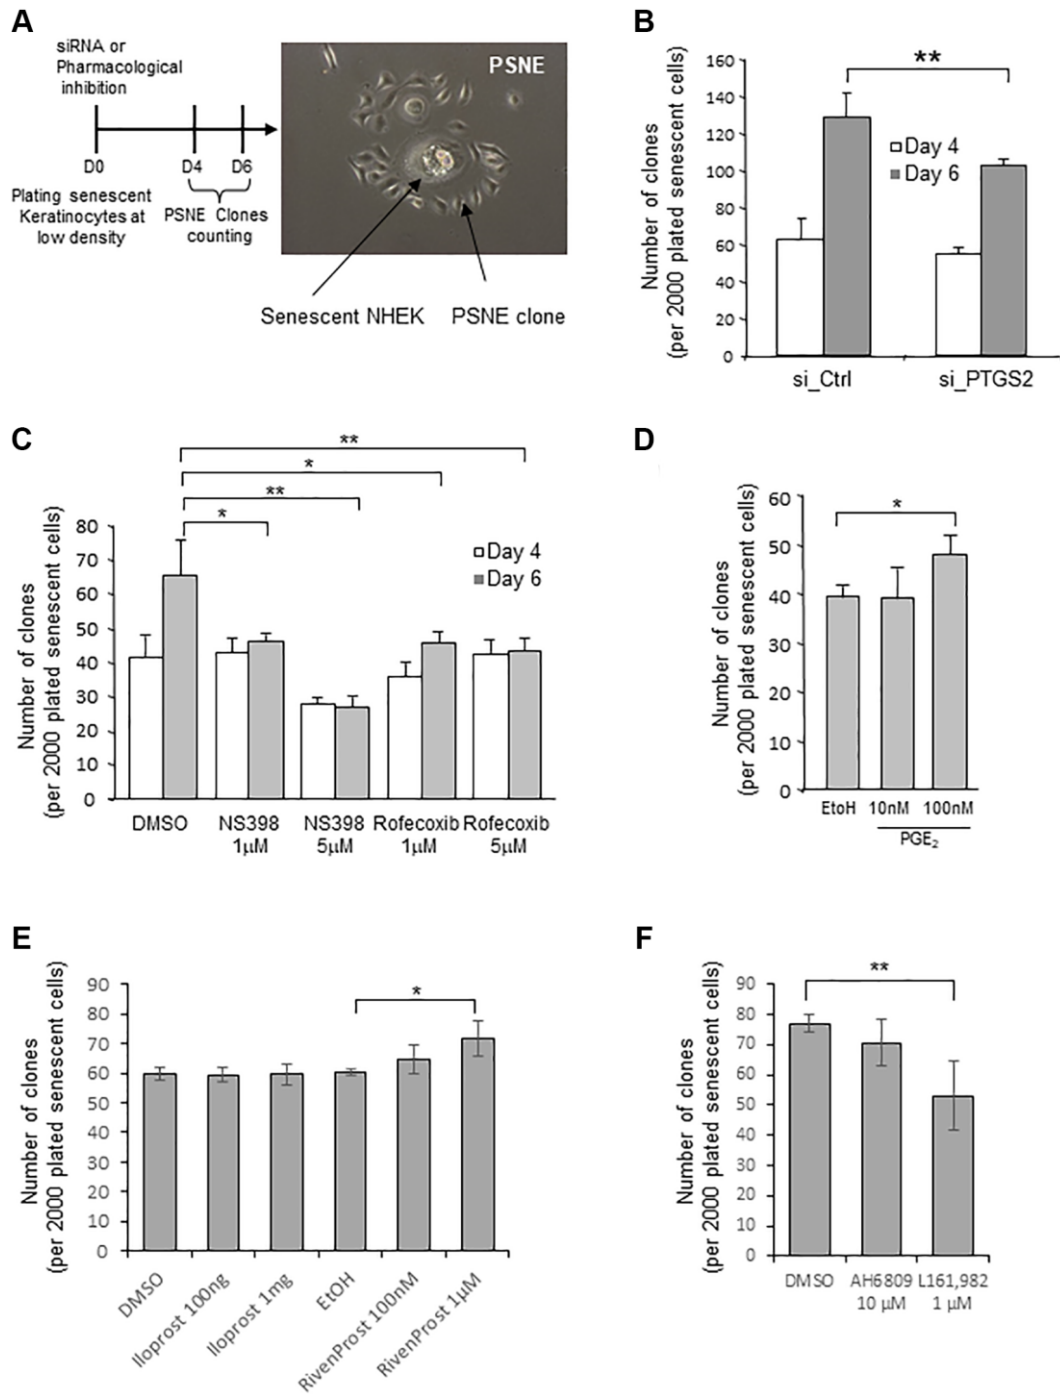 A
siRNA or
Pharmacological
inhibition
D0
D4
D6
Plating senescent
Keratinocytes at
low density
PSNE Clones
counting
PSNE
Senescent NHEK
PSNE clone
B
Number of clones
(per 2000 plated senescent cells)
160
140
120
100
80
60
40
20
0
**
Day 4
Day 6
si_Ctrl
si_PTGS2
C
Number of clones
(per 2000 plated senescent cells)
80
70
60
50
40
30
20
10
0
**
*
**
*
Day 4
Day 6
DMSO
NS398
1µM
NS398
5µM
Rofecoxib
1µM
Rofecoxib
5µM
D
Number of clones
(per 2000 plated senescent cells)
60
50
40
30
20
10
0
*
EtoH
10nM
100nM
PGE2
E
Number of clones
(per 2000 plated senescent cells)
90
80
70
60
50
40
30
20
10
0
*
DMSO
Iloprost 100ng
Iloprost 1mg
EtOH
RivenProst 100nM
RivenProst 1µM
F
Number of clones
(per 2000 plated senescent cells)
90
80
70
60
50
40
30
20
10
0
**
DMSO
AH6809
10 µM
L161,982
1 µM